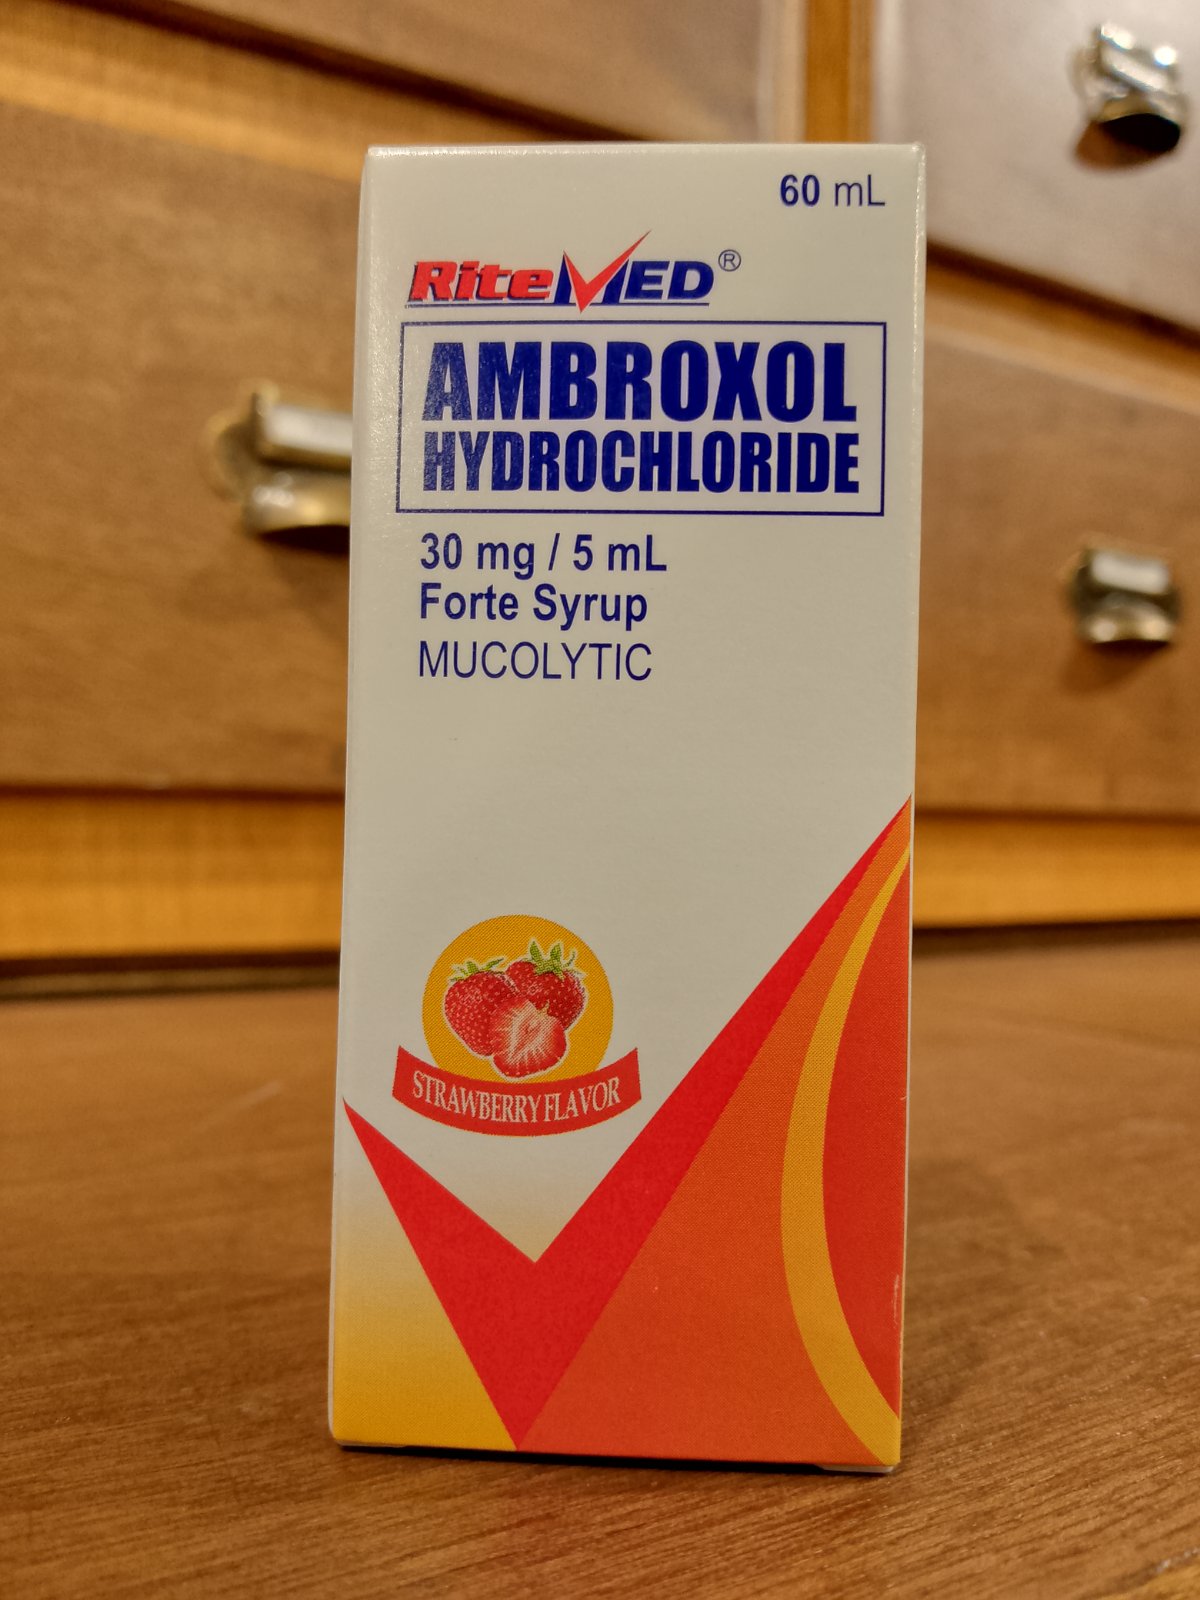 60 mL
RiteMED®
AMBROXOL
HYDROCHLORIDE
30 mg / 5 mL
Forte Syrup
MUCOLYTIC
STRAWBERRY FLAVOR